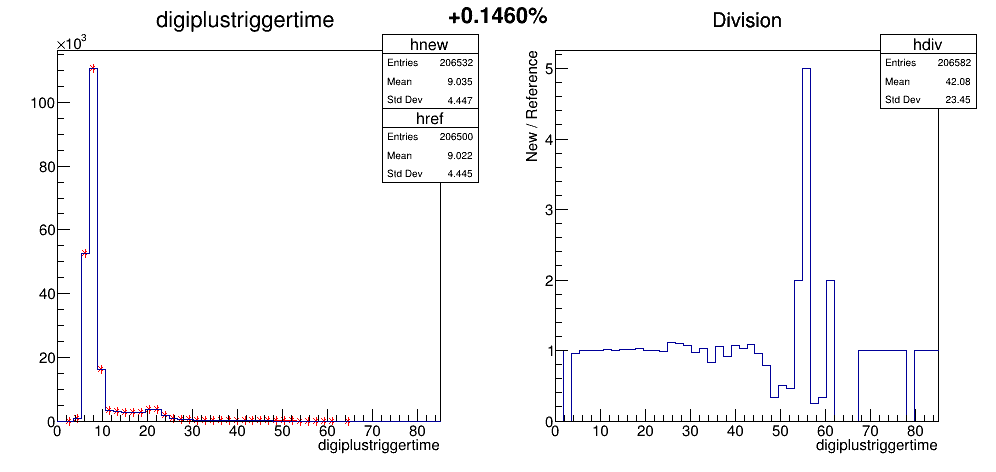 +0.1460%
digiplustriggertime
×10³
hnew
Entries 206532
Mean 9.035
Std Dev 4.447
href
Entries 206500
Mean 9.022
Std Dev 4.445
100
80
60
40
20
0
0 10 20 30 40 50 60 70 80
digiplustriggertime
Division
hdiv
Entries 206582
Mean 42.08
Std Dev 23.45
New / Reference
5
4
3
2
1
0
0 10 20 30 40 50 60 70 80
digiplustriggertime